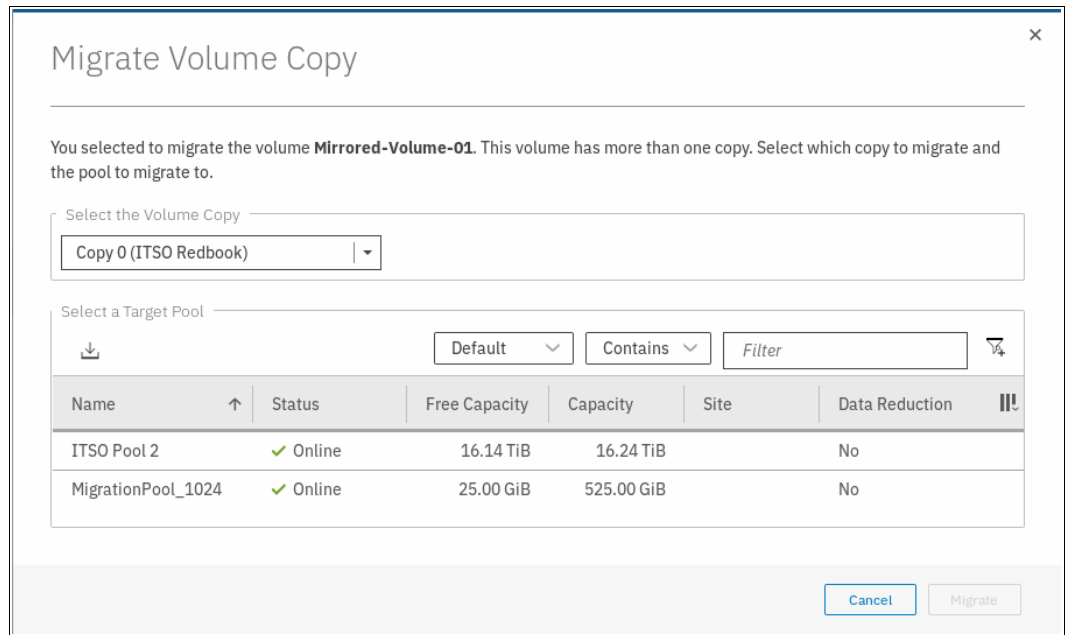 Migrate Volume Copy
You selected to migrate the volume Mirrored-Volume-01. This volume has more than one copy. Select which copy to migrate and
the pool to migrate to.
Select the Volume Copy
Copy 0 (ITSO Redbook)
Select a Target Pool
Default Contains Filter
Name Status Free Capacity Capacity Site Data Reduction
ITSO Pool 2 Online 16.14 TiB 16.24 TiB No
MigrationPool_1024 Online 25.00 GiB 525.00 GiB No
Cancel Migrate